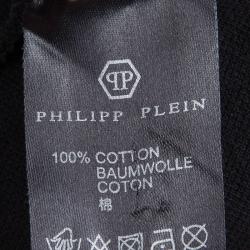 PHILIPP PLEIN
100% COTTON
BAUMWOLLE
COTON
棉